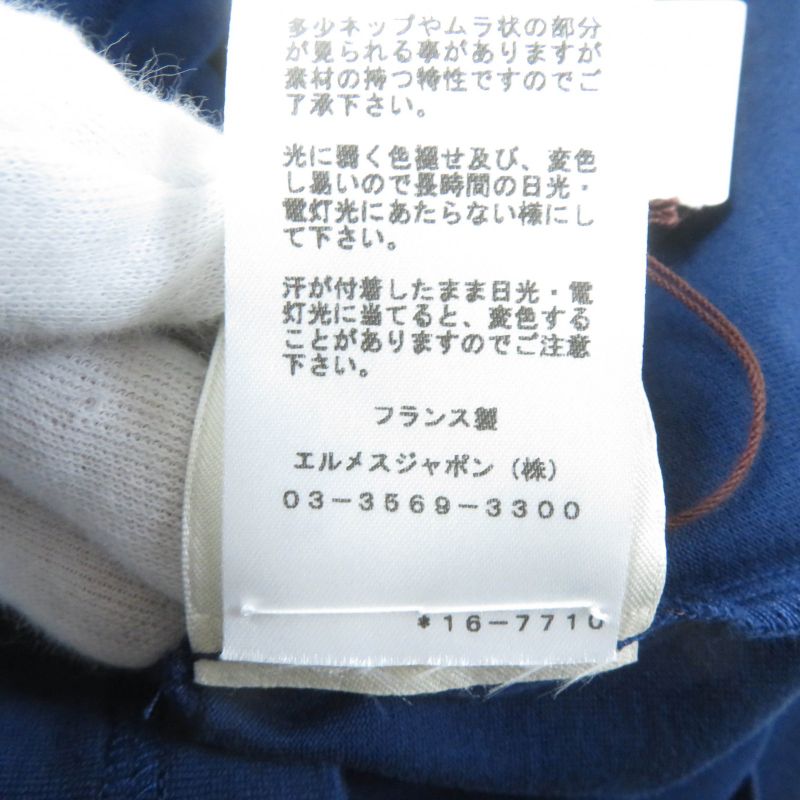 多少ネップやムラ状の部分
が見られる事がありますが
素材の持つ特性ですのでご
了承下さい。
光に弱く色褪せ及び、変色
し易いので長時間の日光・
電灯光にあたらない様にし
て下さい。
汗が付着したまま日光・電
灯光に当てると、変色する
ことがありますのでご注意
下さい。
フランス製
エルメスジャポン（株）
03-3569-3300
*16-7710